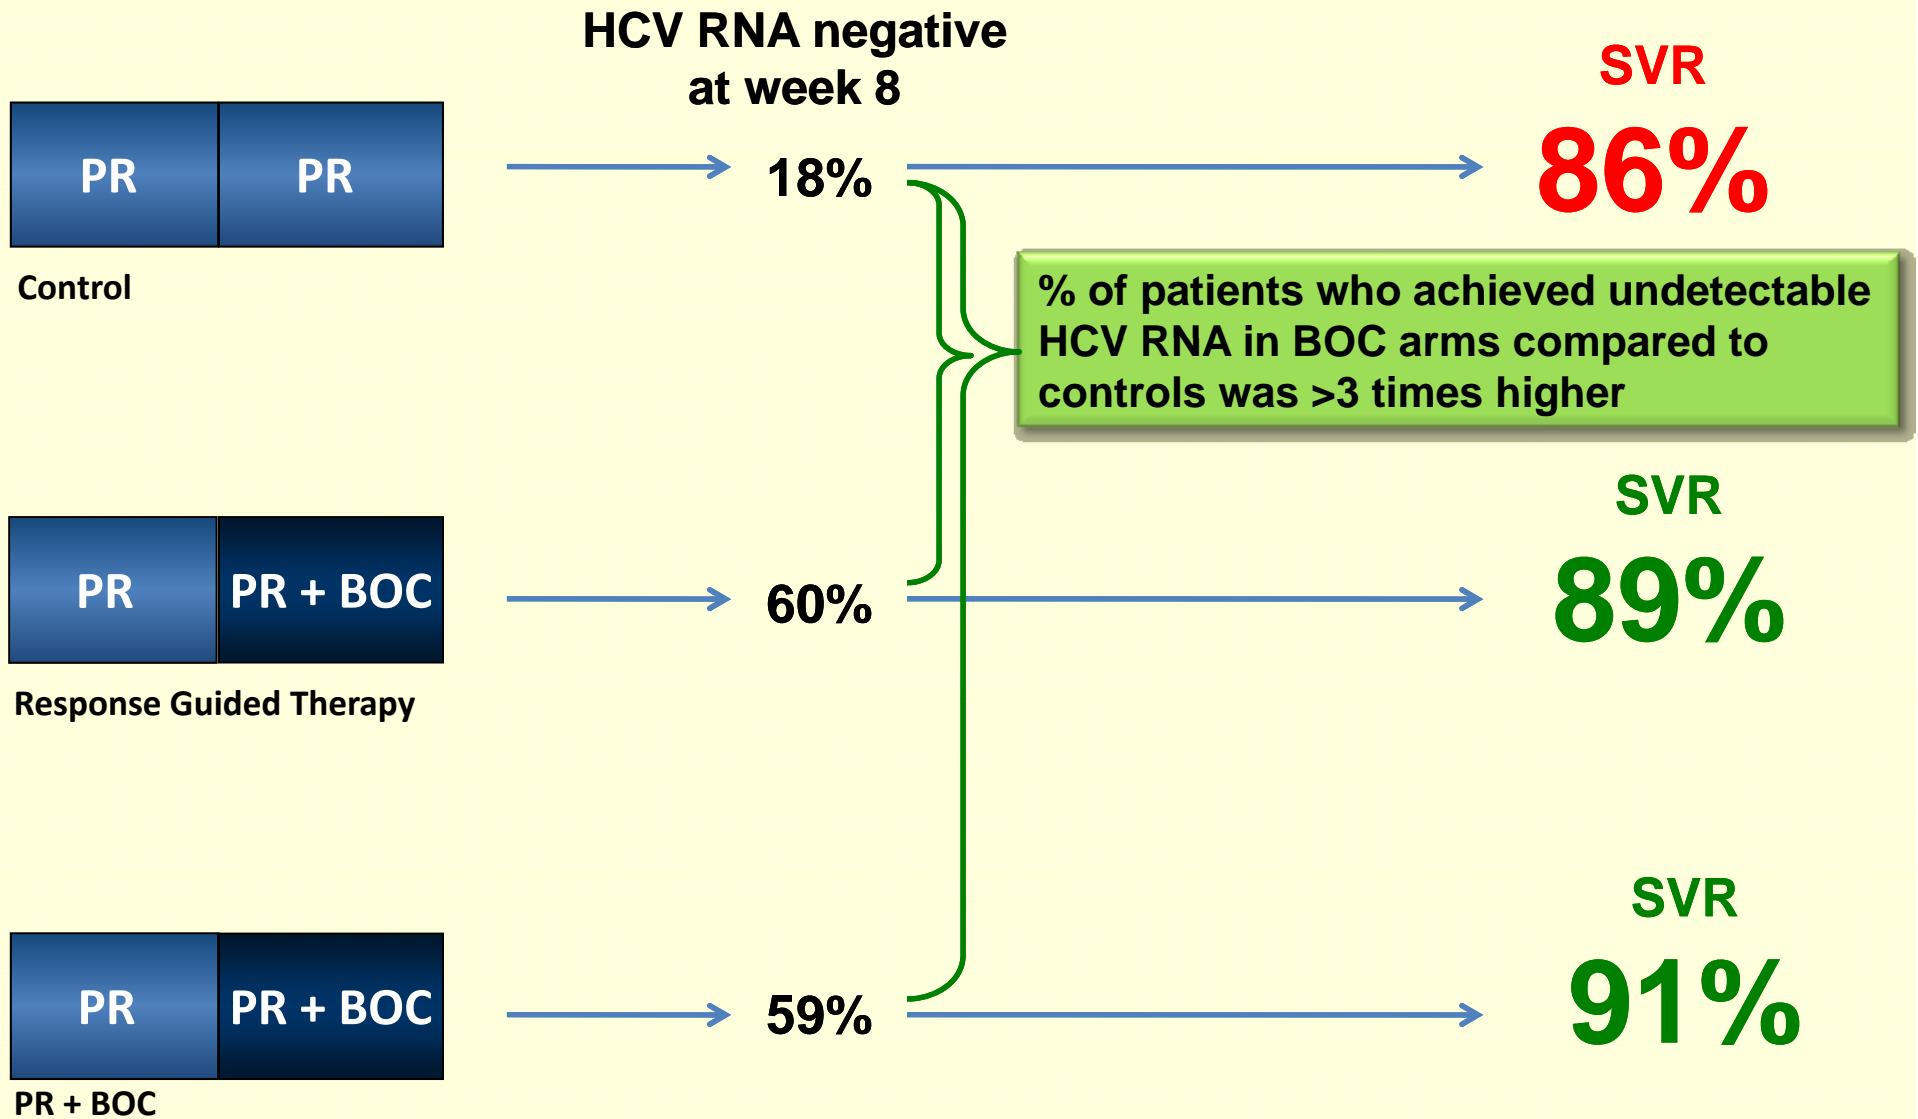 HCV RNA negative
at week 8
SVR
PR
PR
18%
86%
Control
% of patients who achieved undetectable
HCV RNA in BOC arms compared to
controls was >3 times higher
SVR
PR
PR + BOC
60%
89%
Response Guided Therapy
SVR
PR
PR + BOC
59%
91%
PR + BOC